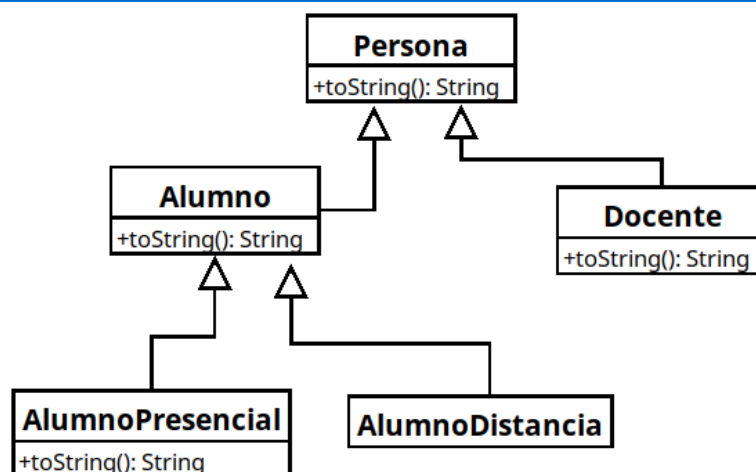 Persona
+toString(): String
Alumno
+toString(): String
Docente
+toString(): String
AlumnoPresencial
+toString(): String
AlumnoDistancia